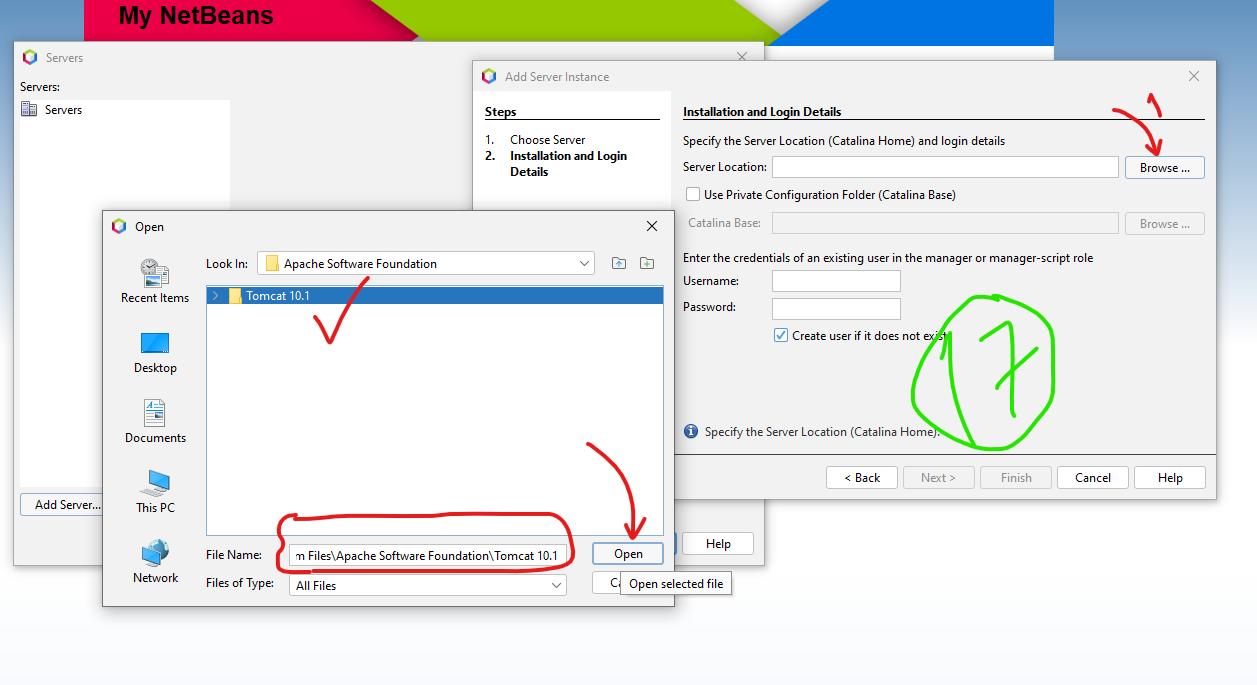 My NetBeans
Servers
Servers:
Servers
Add Server...
Help
Add Server Instance
Steps
1. Choose Server
2. Installation and Login
Details
Installation and Login Details
1
Specify the Server Location (Catalina Home) and login details
Server Location:
Browse ...
Use Private Configuration Folder (Catalina Base)
Catalina Base:
Browse ...
Enter the credentials of an existing user in the manager or manager-script role
Username:
Password:
Create user if it does not exist
17
Specify the Server Location (Catalina Home).
< Back
Next >
Finish
Cancel
Help
Open
Look In:
Apache Software Foundation
Recent Items
Desktop
Documents
This PC
Network
Tomcat 10.1
File Name:
m Files\Apache Software Foundation\Tomcat 10.1
Open
Files of Type:
All Files
Ca
Open selected file